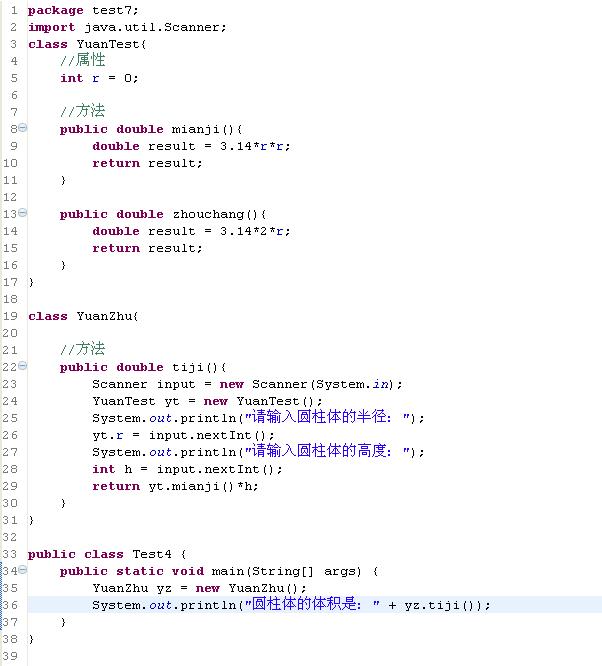 1 package test7;
2 import java.util.Scanner;
3 class YuanTest{
4     //属性
5     int r = 0;
6
7     //方法
8     public double mianji(){
9         double result = 3.14*r*r;
10         return result;
11     }
12
13     public double zhouchang(){
14         double result = 3.14*2*r;
15         return result;
16     }
17 }
18
19 class YuanZhu{
20
21     //方法
22     public double tiji(){
23         Scanner input = new Scanner(System.in);
24         YuanTest yt = new YuanTest();
25         System.out.println("请输入圆柱体的半径：");
26         yt.r = input.nextInt();
27         System.out.println("请输入圆柱体的高度：");
28         int h = input.nextInt();
29         return yt.mianji()*h;
30     }
31 }
32
33 public class Test4 {
34     public static void main(String[] args) {
35         YuanZhu yz = new YuanZhu();
36         System.out.println("圆柱体的体积是：" + yz.tiji());
37     }
38 }
39